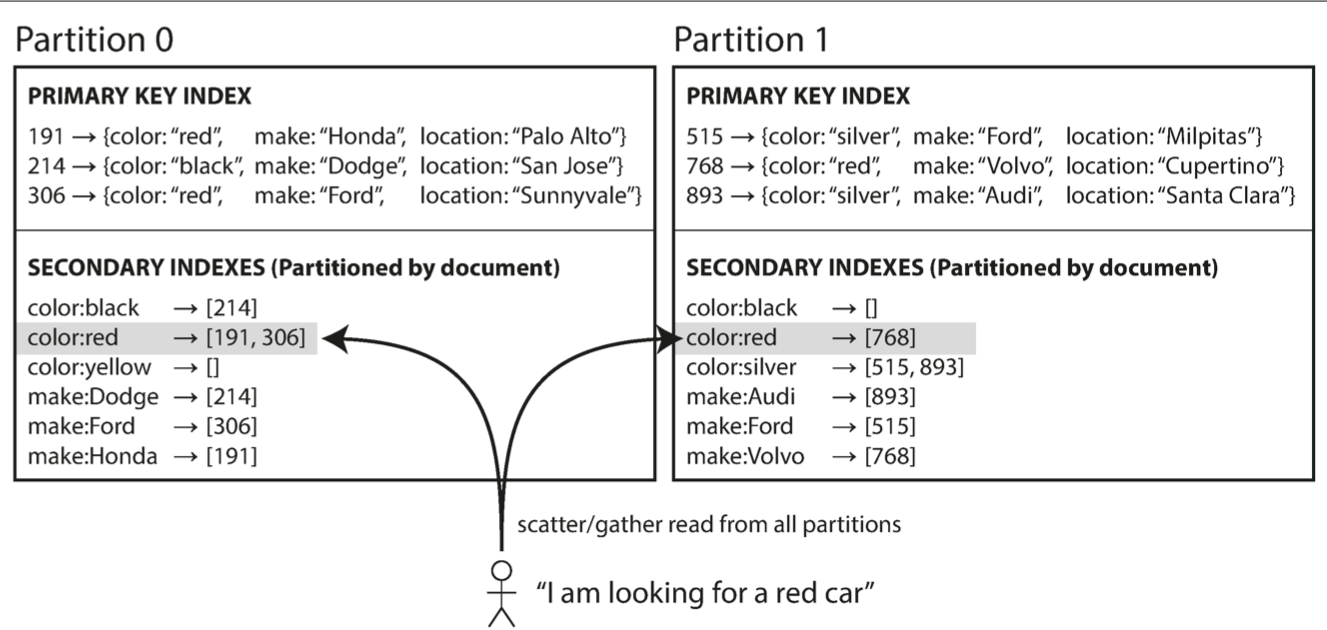 Partition 0
PRIMARY KEY INDEX
191 → {color: “red”, make: “Honda”, location: “Palo Alto”}
214 → {color: “black”, make: “Dodge”, location: “San Jose”}
306 → {color: “red”, make: “Ford”, location: “Sunnyvale”}
SECONDARY INDEXES (Partitioned by document)
color:black → [214]
color:red → [191, 306]
color:yellow → []
make:Dodge → [214]
make:Ford → [306]
make:Honda → [191]
Partition 1
PRIMARY KEY INDEX
515 → {color: “silver”, make: “Ford”, location: “Milpitas”}
768 → {color: “red”, make: “Volvo”, location: “Cupertino”}
893 → {color: “silver”, make: “Audi”, location: “Santa Clara”}
SECONDARY INDEXES (Partitioned by document)
color:black → []
color:red → [768]
color:silver → [515, 893]
make:Audi → [893]
make:Ford → [515]
make:Volvo → [768]
scatter/gather read from all partitions
“I am looking for a red car”